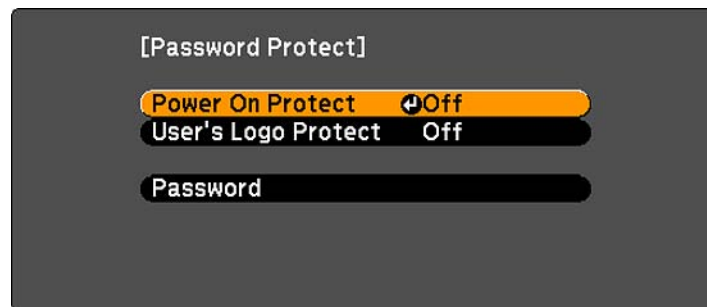 [Password Protect]
Power On Protect Off
User's Logo Protect Off
Password